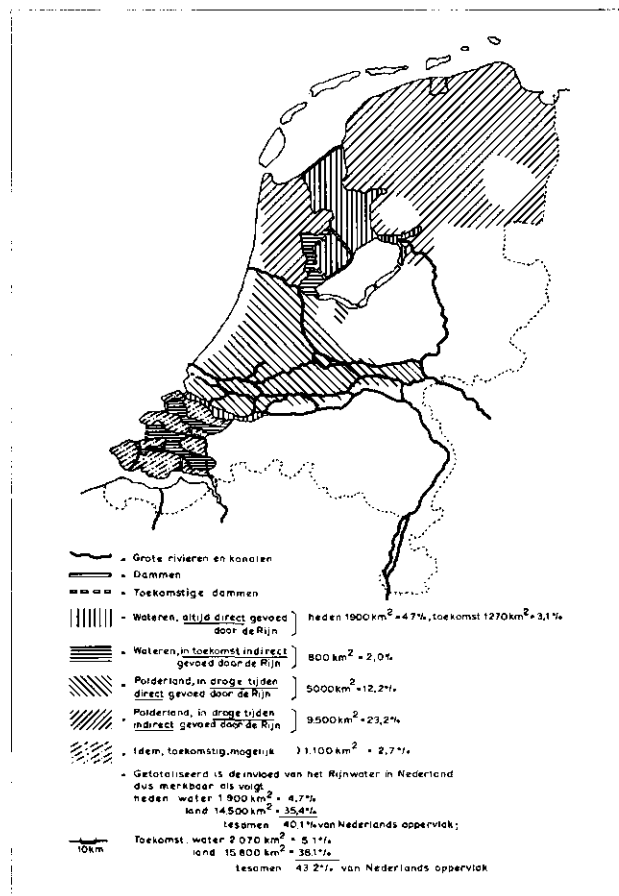 = Grote rivieren en kanalen
= Dammen
= Toekomstige dammen
= Wateren, altijd direct gevoed door de Rijn } heden 1900 km² = 4,7%, toekomst 1270 km² = 3,1%
= Wateren, in toekomst indirect gevoed door de Rijn } 800 km² = 2,0%
= Polderland, in droge tijden direct gevoed door de Rijn } 5000 km² = 12,2%
= Polderland, in droge tijden indirect gevoed door de Rijn } 9.500 km² = 23,2%
= Idem, toekomstig, mogelijk } 1.100 km² = 2,7%
- Getotaliseerd is de invloed van het Rijnwater in Nederland
dus merkbaar als volgt
heden water 1 900 km² = 4,7%
land 14.500 km² = 35,4%
tesamen 40,1% van Nederlands oppervlak;
Toekomst. water 2 070 km² = 5,1%
land 15.600 km² = 38,1%
tesamen 43,2% van Nederlands oppervlak
10km